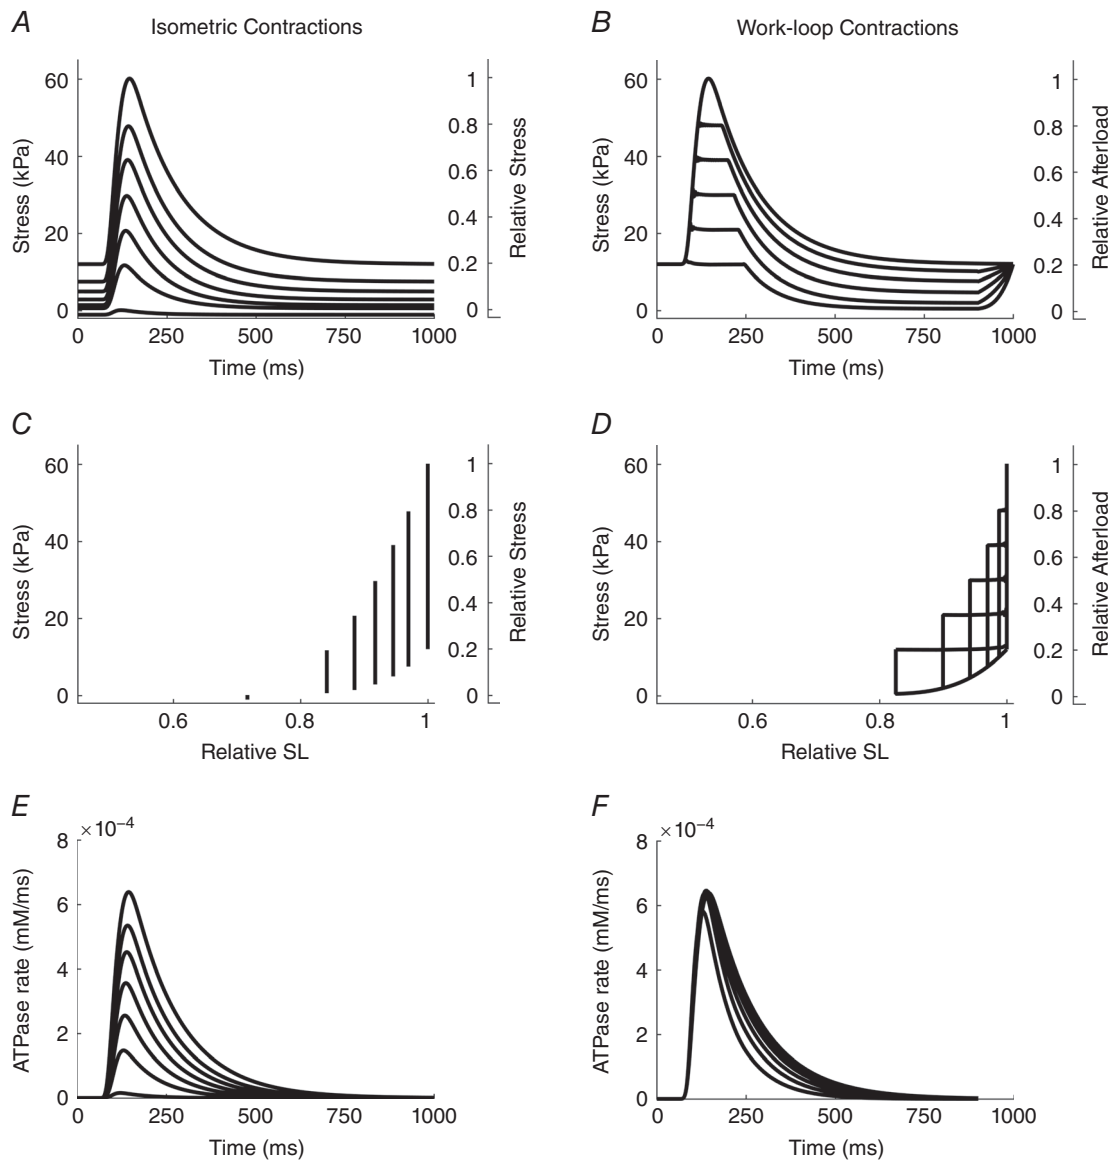 A
Isometric Contractions
B
Work-loop Contractions
60
40
20
0
Stress (kPa)
1
0.8
0.6
0.4
0.2
0
Relative Stress
0 250 500 750 1000
Time (ms)
60
40
20
0
Stress (kPa)
1
0.8
0.6
0.4
0.2
0
Relative Afterload
0 250 500 750 1000
Time (ms)
C
60
40
20
0
Stress (kPa)
1
0.8
0.6
0.4
0.2
0
Relative Stress
0.6 0.8 1
Relative SL
D
60
40
20
0
Stress (kPa)
1
0.8
0.6
0.4
0.2
0
Relative Afterload
0.6 0.8 1
Relative SL
E
×10–4
8
6
4
2
0
ATPase rate (mM/ms)
0 250 500 750 1000
Time (ms)
F
×10–4
8
6
4
2
0
ATPase rate (mM/ms)
0 250 500 750 1000
Time (ms)